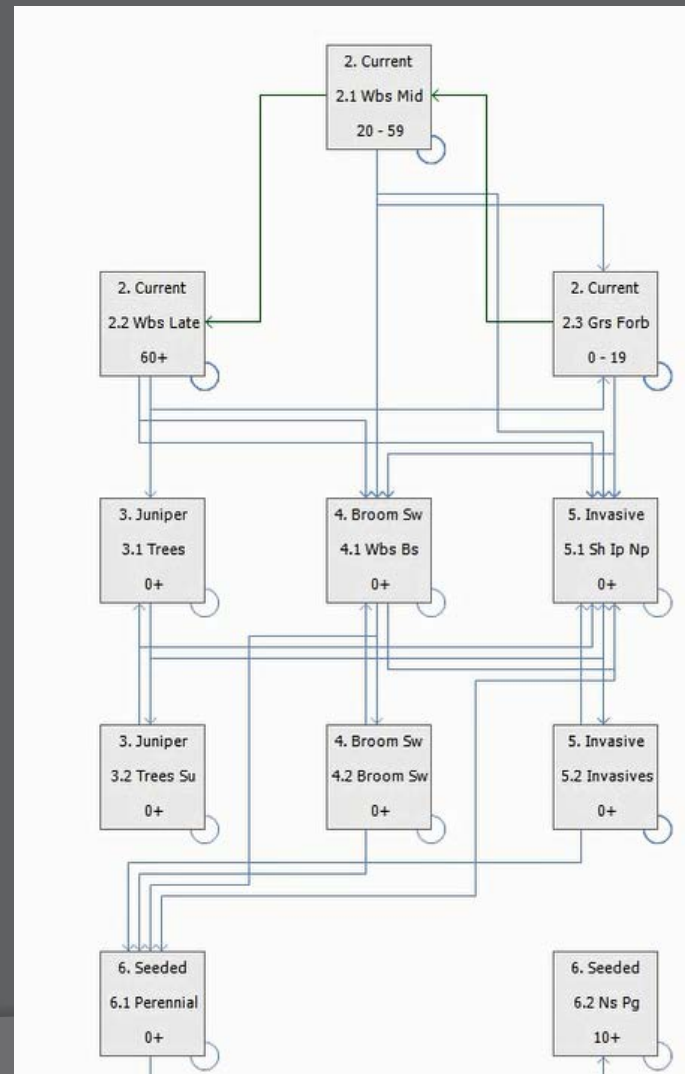 2. Current
2.1 Wbs Mid
20 - 59
2. Current
2.2 Wbs Late
60+
2. Current
2.3 Grs Forb
0 - 19
3. Juniper
3.1 Trees
0+
4. Broom Sw
4.1 Wbs Bs
0+
5. Invasive
5.1 Sh Ip Np
0+
3. Juniper
3.2 Trees Su
0+
4. Broom Sw
4.2 Broom Sw
0+
5. Invasive
5.2 Invasives
0+
6. Seeded
6.1 Perennial
0+
6. Seeded
6.2 Ns Pg
10+